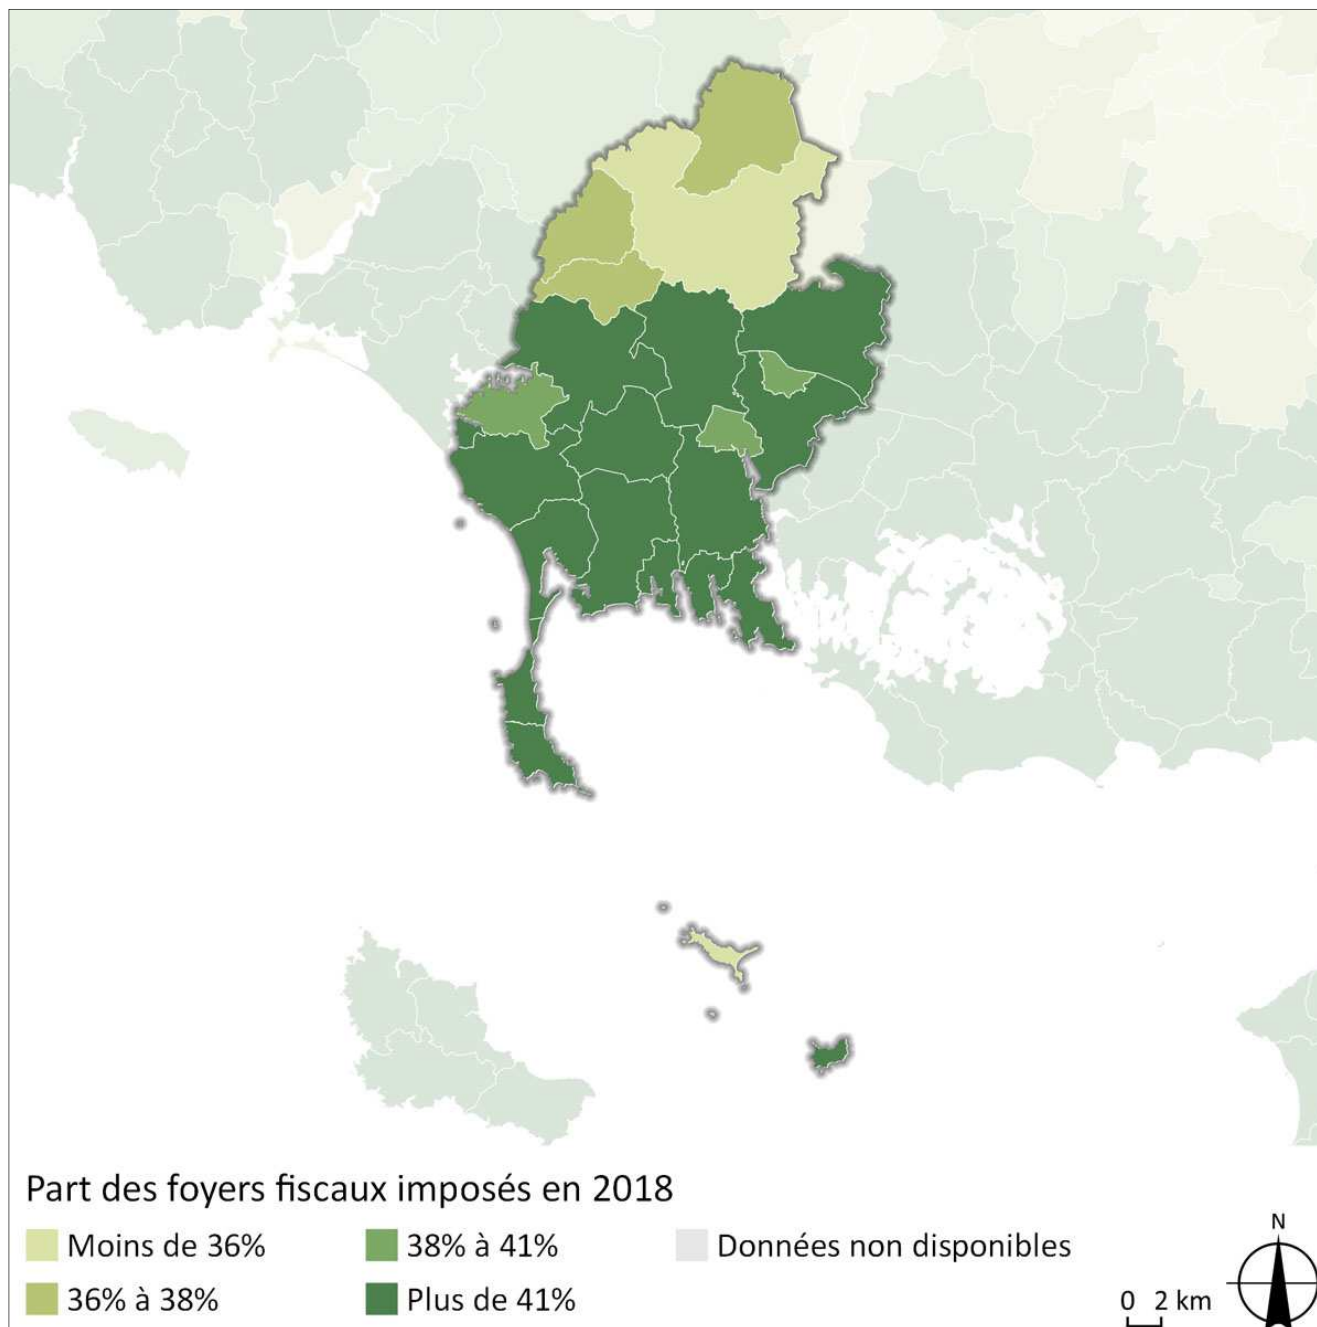 Part des foyers fiscaux imposés en 2018
Moins de 36%
38% à 41%
Données non disponibles
36% à 38%
Plus de 41%
N
0 2 km